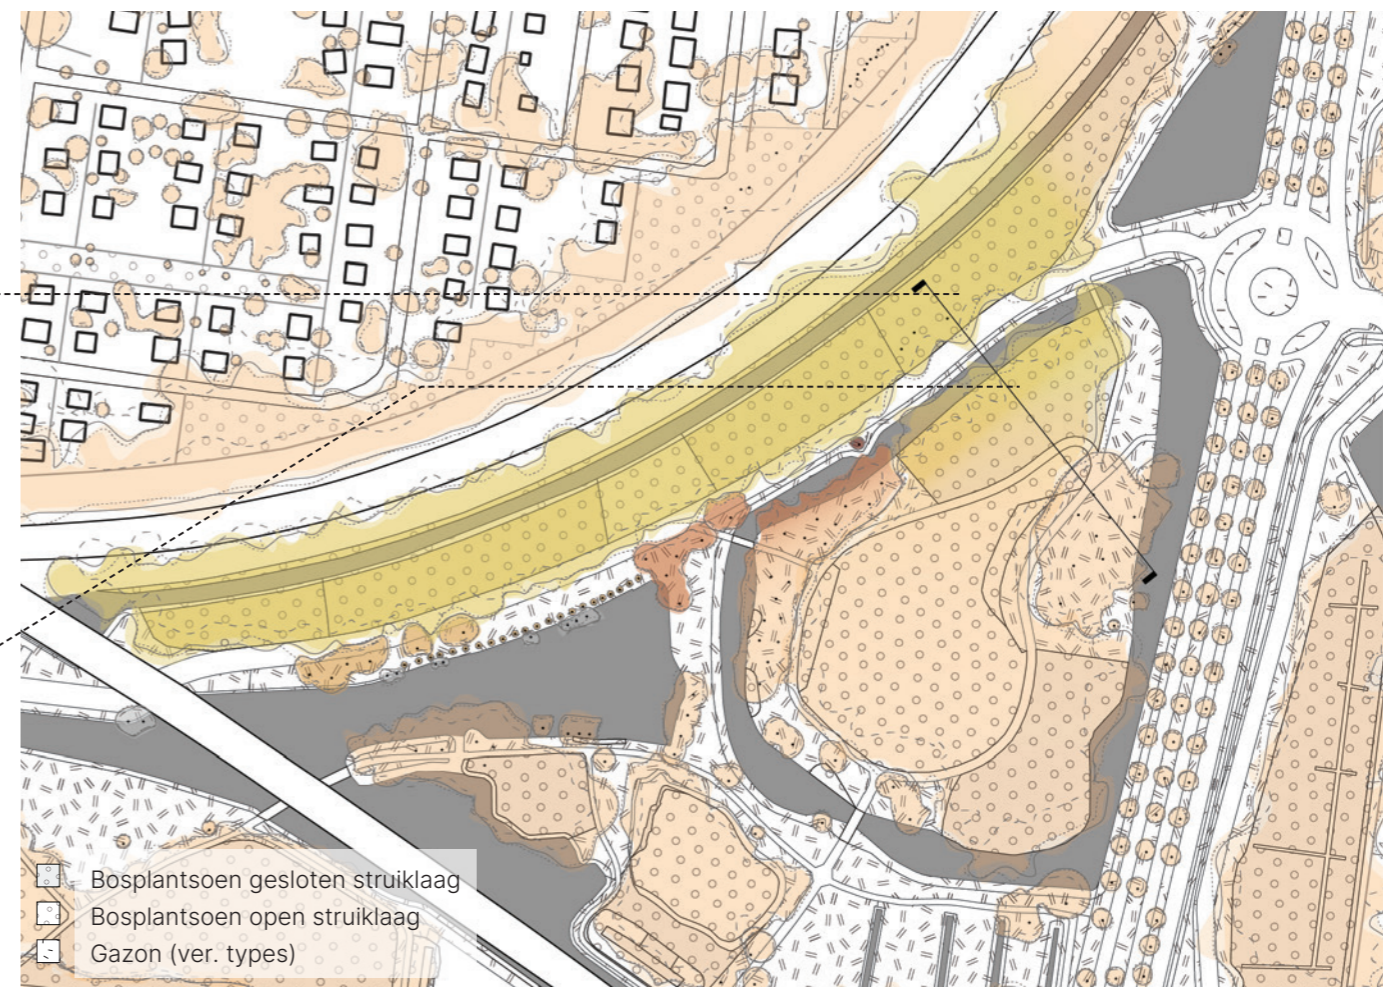 Bosplantsoen gesloten struiklaag
Bosplantsoen open struiklaag
Gazon (ver. types)